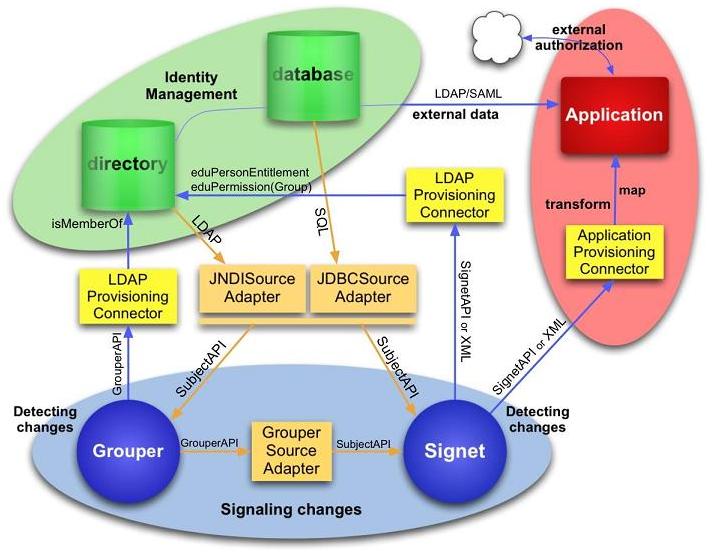 external
authorization
database
Identity
Management
LDAP/SAML
external data
Application
directory
eduPersonEntitlement
eduPermission(Group)
LDAP
Provisioning
Connector
map
transform
isMemberOf
LDAP
SQL
Application
Provisioning
Connector
LDAP
Provisioning
Connector
JNDISource
Adapter
JDBCSource
Adapter
SignetAPI or XML
SignetAPI or XML
GrouperAPI
SubjectAPI
SubjectAPI
Detecting
changes
Detecting
changes
Grouper
GrouperAPI
Grouper
Source
Adapter
SubjectAPI
Signet
Signaling changes